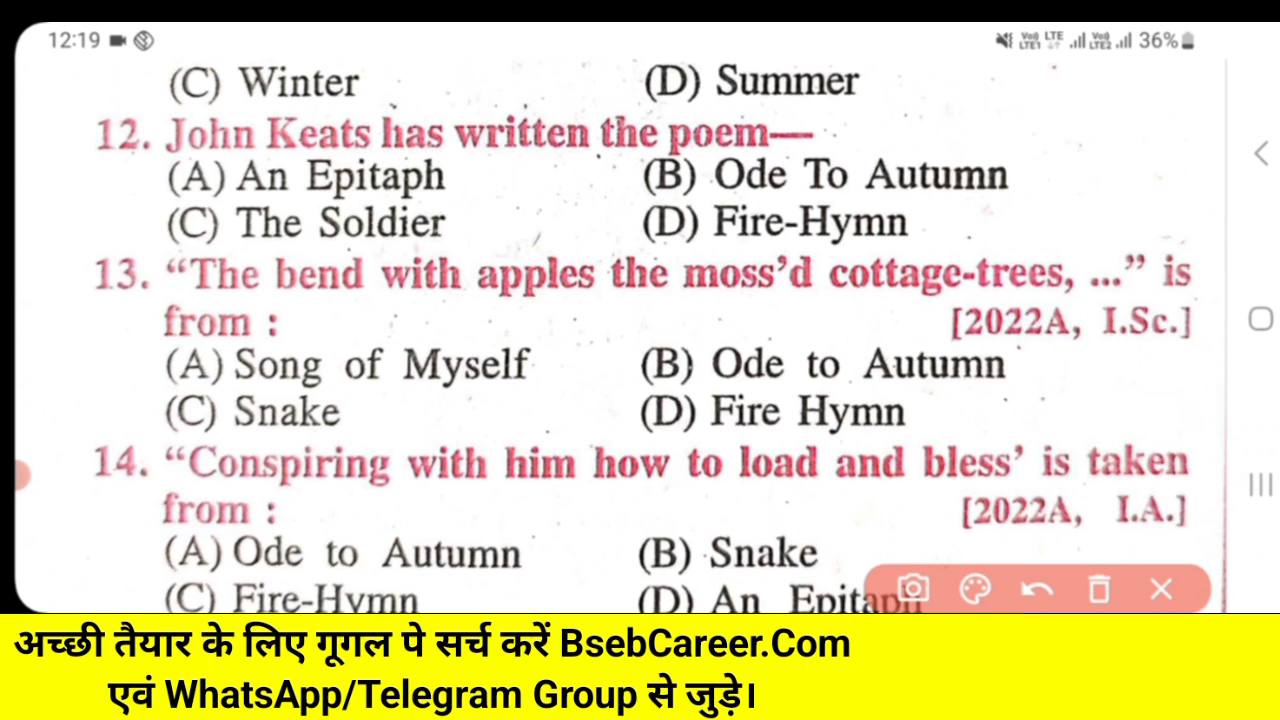 12:19
36%
(C) Winter (D) Summer
12. John Keats has written the poem—
(A) An Epitaph (B) Ode To Autumn
(C) The Soldier (D) Fire-Hymn
13. “The bend with apples the moss’d cottage-trees, ...” is
from : [2022A, I.Sc.]
(A) Song of Myself (B) Ode to Autumn
(C) Snake (D) Fire Hymn
14. “Conspiring with him how to load and bless’ is taken
from : [2022A, I.A.]
(A) Ode to Autumn (B) Snake
(C) Fire-Hymn (D) An Epitaph
अच्छी तैयार के लिए गूगल पे सर्च करें BsebCareer.Com
एवं WhatsApp/Telegram Group से जुड़े।